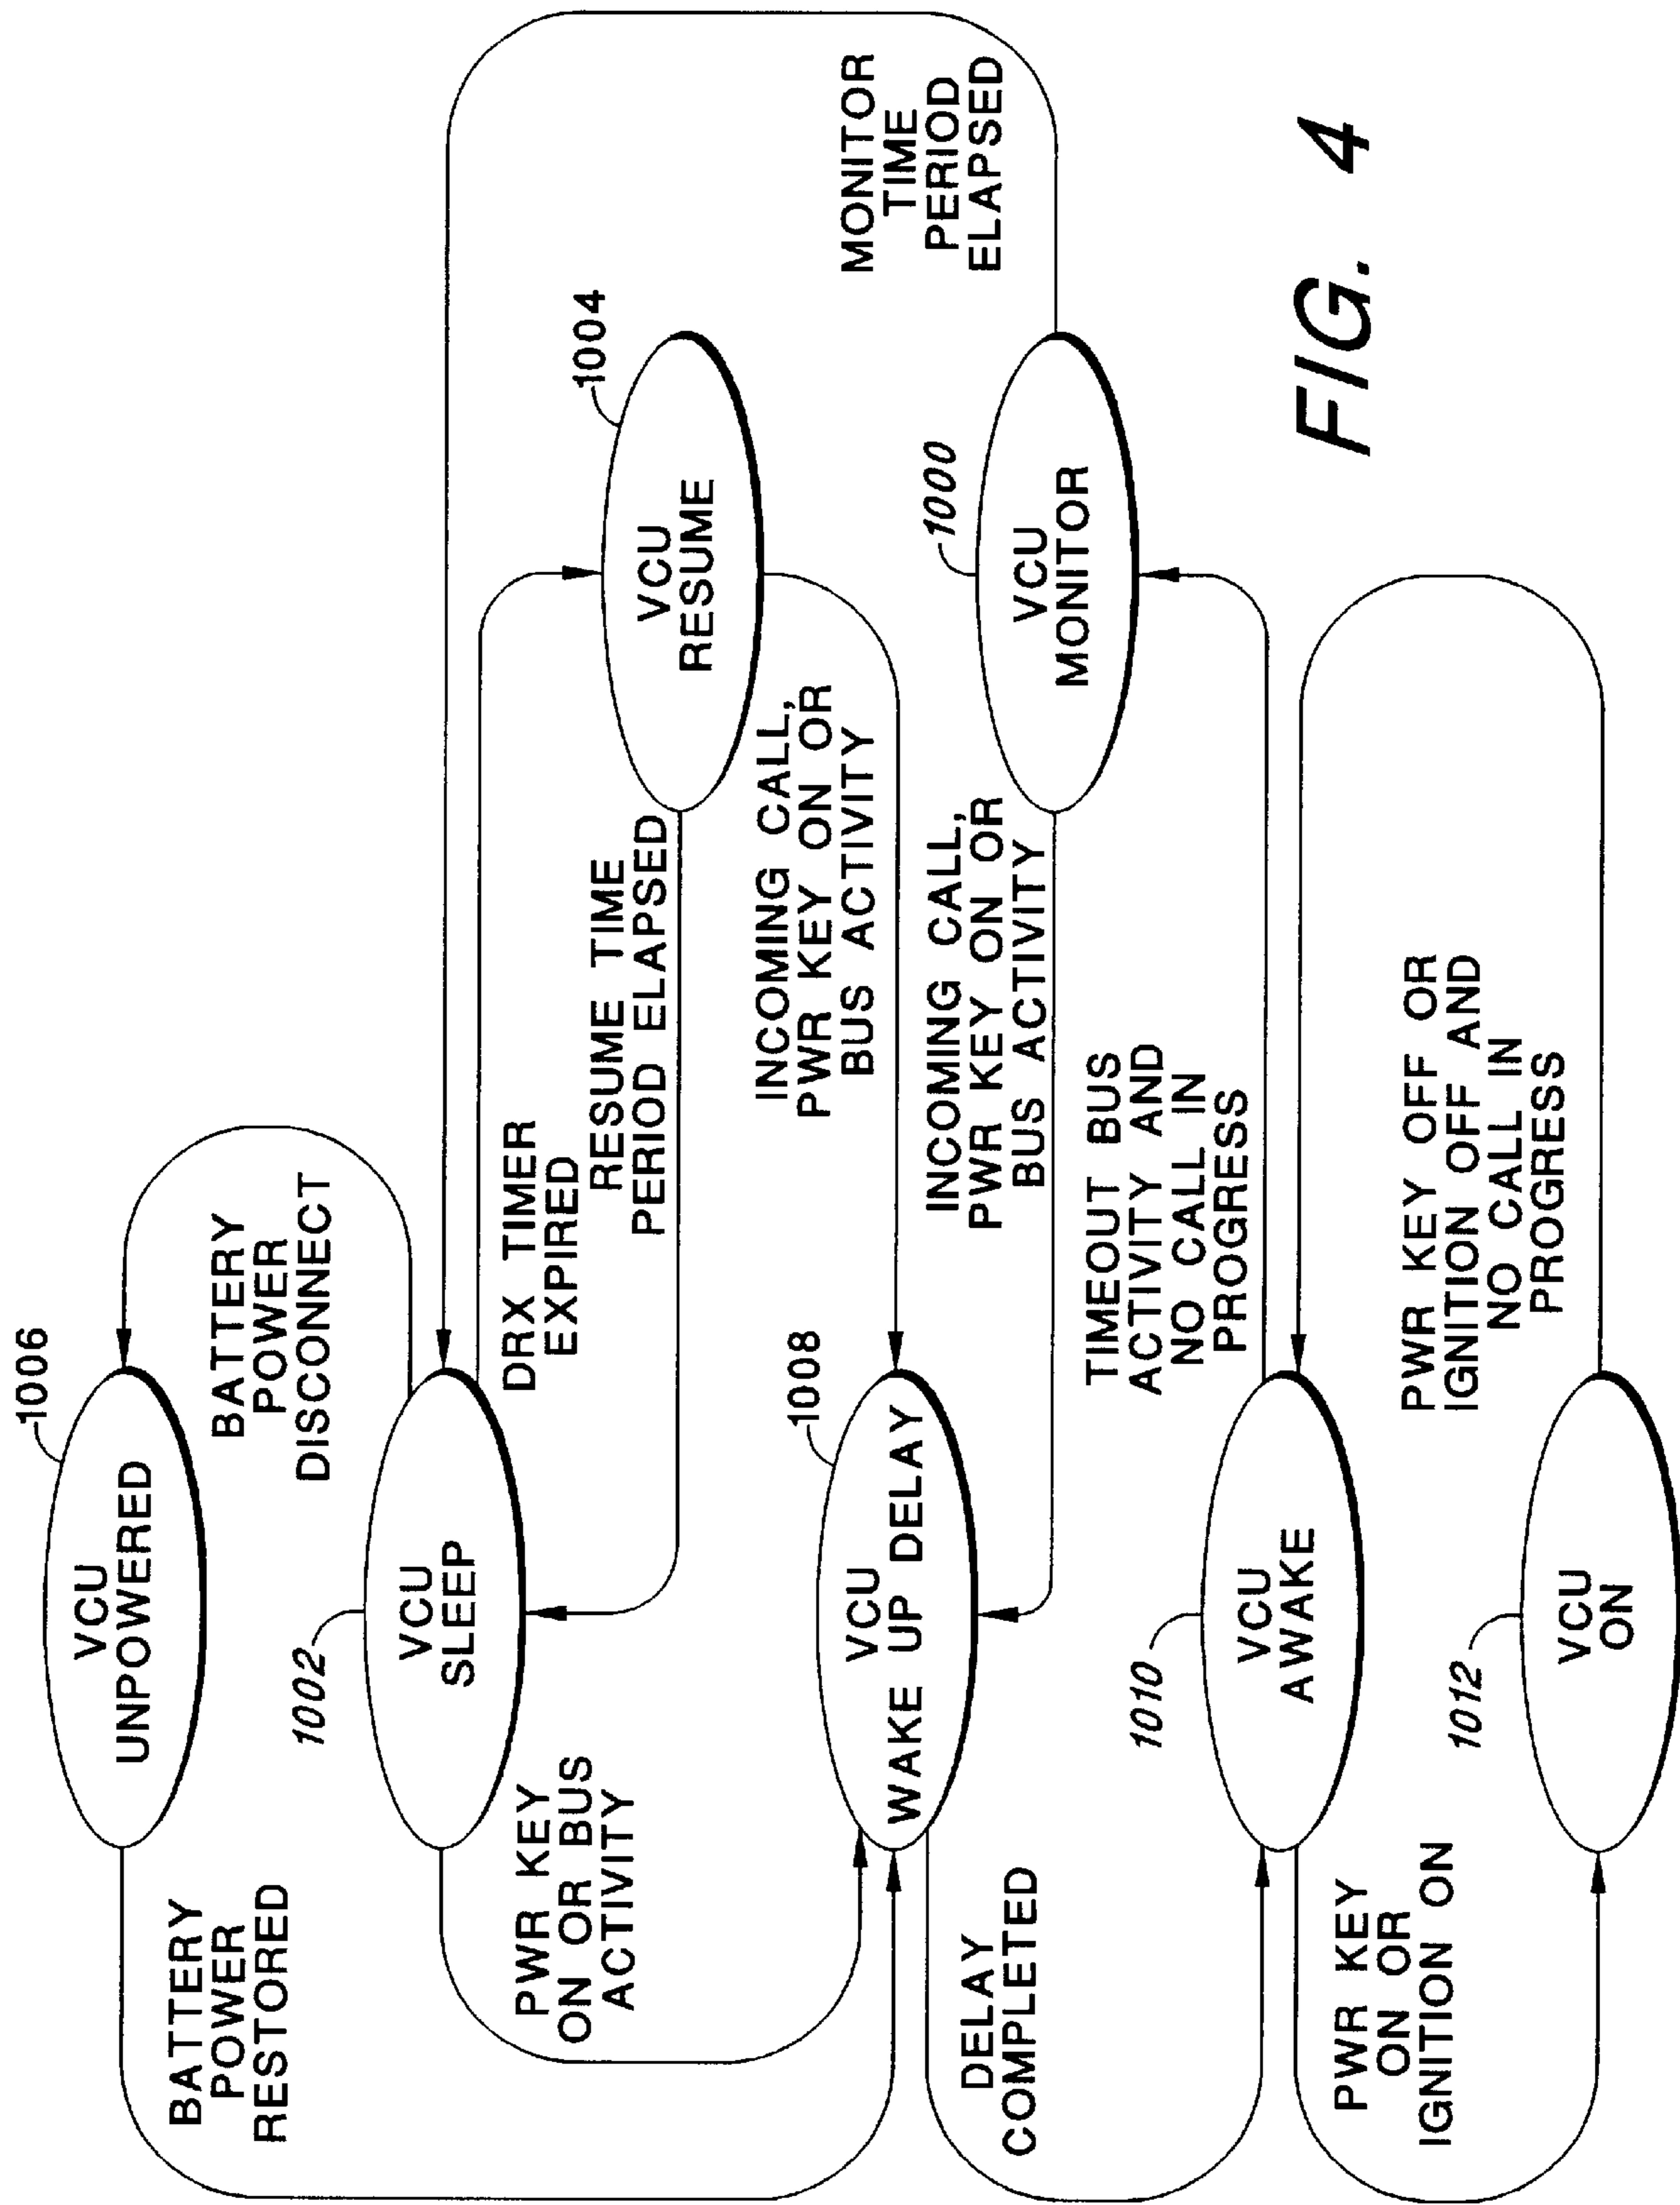 1006
VCU
UNPOWERED
BATTERY
POWER
RESTORED
BATTERY
POWER
DISCONNECT
1002
VCU
SLEEP
PWR KEY
ON OR BUS
ACTIVITY
DRX TIMER
EXPIRED
RESUME TIME
PERIOD ELAPSED
1004
VCU
RESUME
INCOMING CALL,
PWR KEY ON OR
BUS ACTIVITY
MONITOR
TIME
PERIOD
ELAPSED
1008
VCU
WAKE UP DELAY
INCOMING CALL,
PWR KEY ON OR
BUS ACTIVITY
1000
VCU
MONITOR
DELAY
COMPLETED
TIMEOUT BUS
ACTIVITY AND
NO CALL IN
PROGRESS
1010
VCU
AWAKE
PWR KEY
ON OR
IGNITION ON
PWR KEY OFF OR
IGNITION OFF AND
NO CALL IN
PROGRESS
1012
VCU
ON
FIG. 4